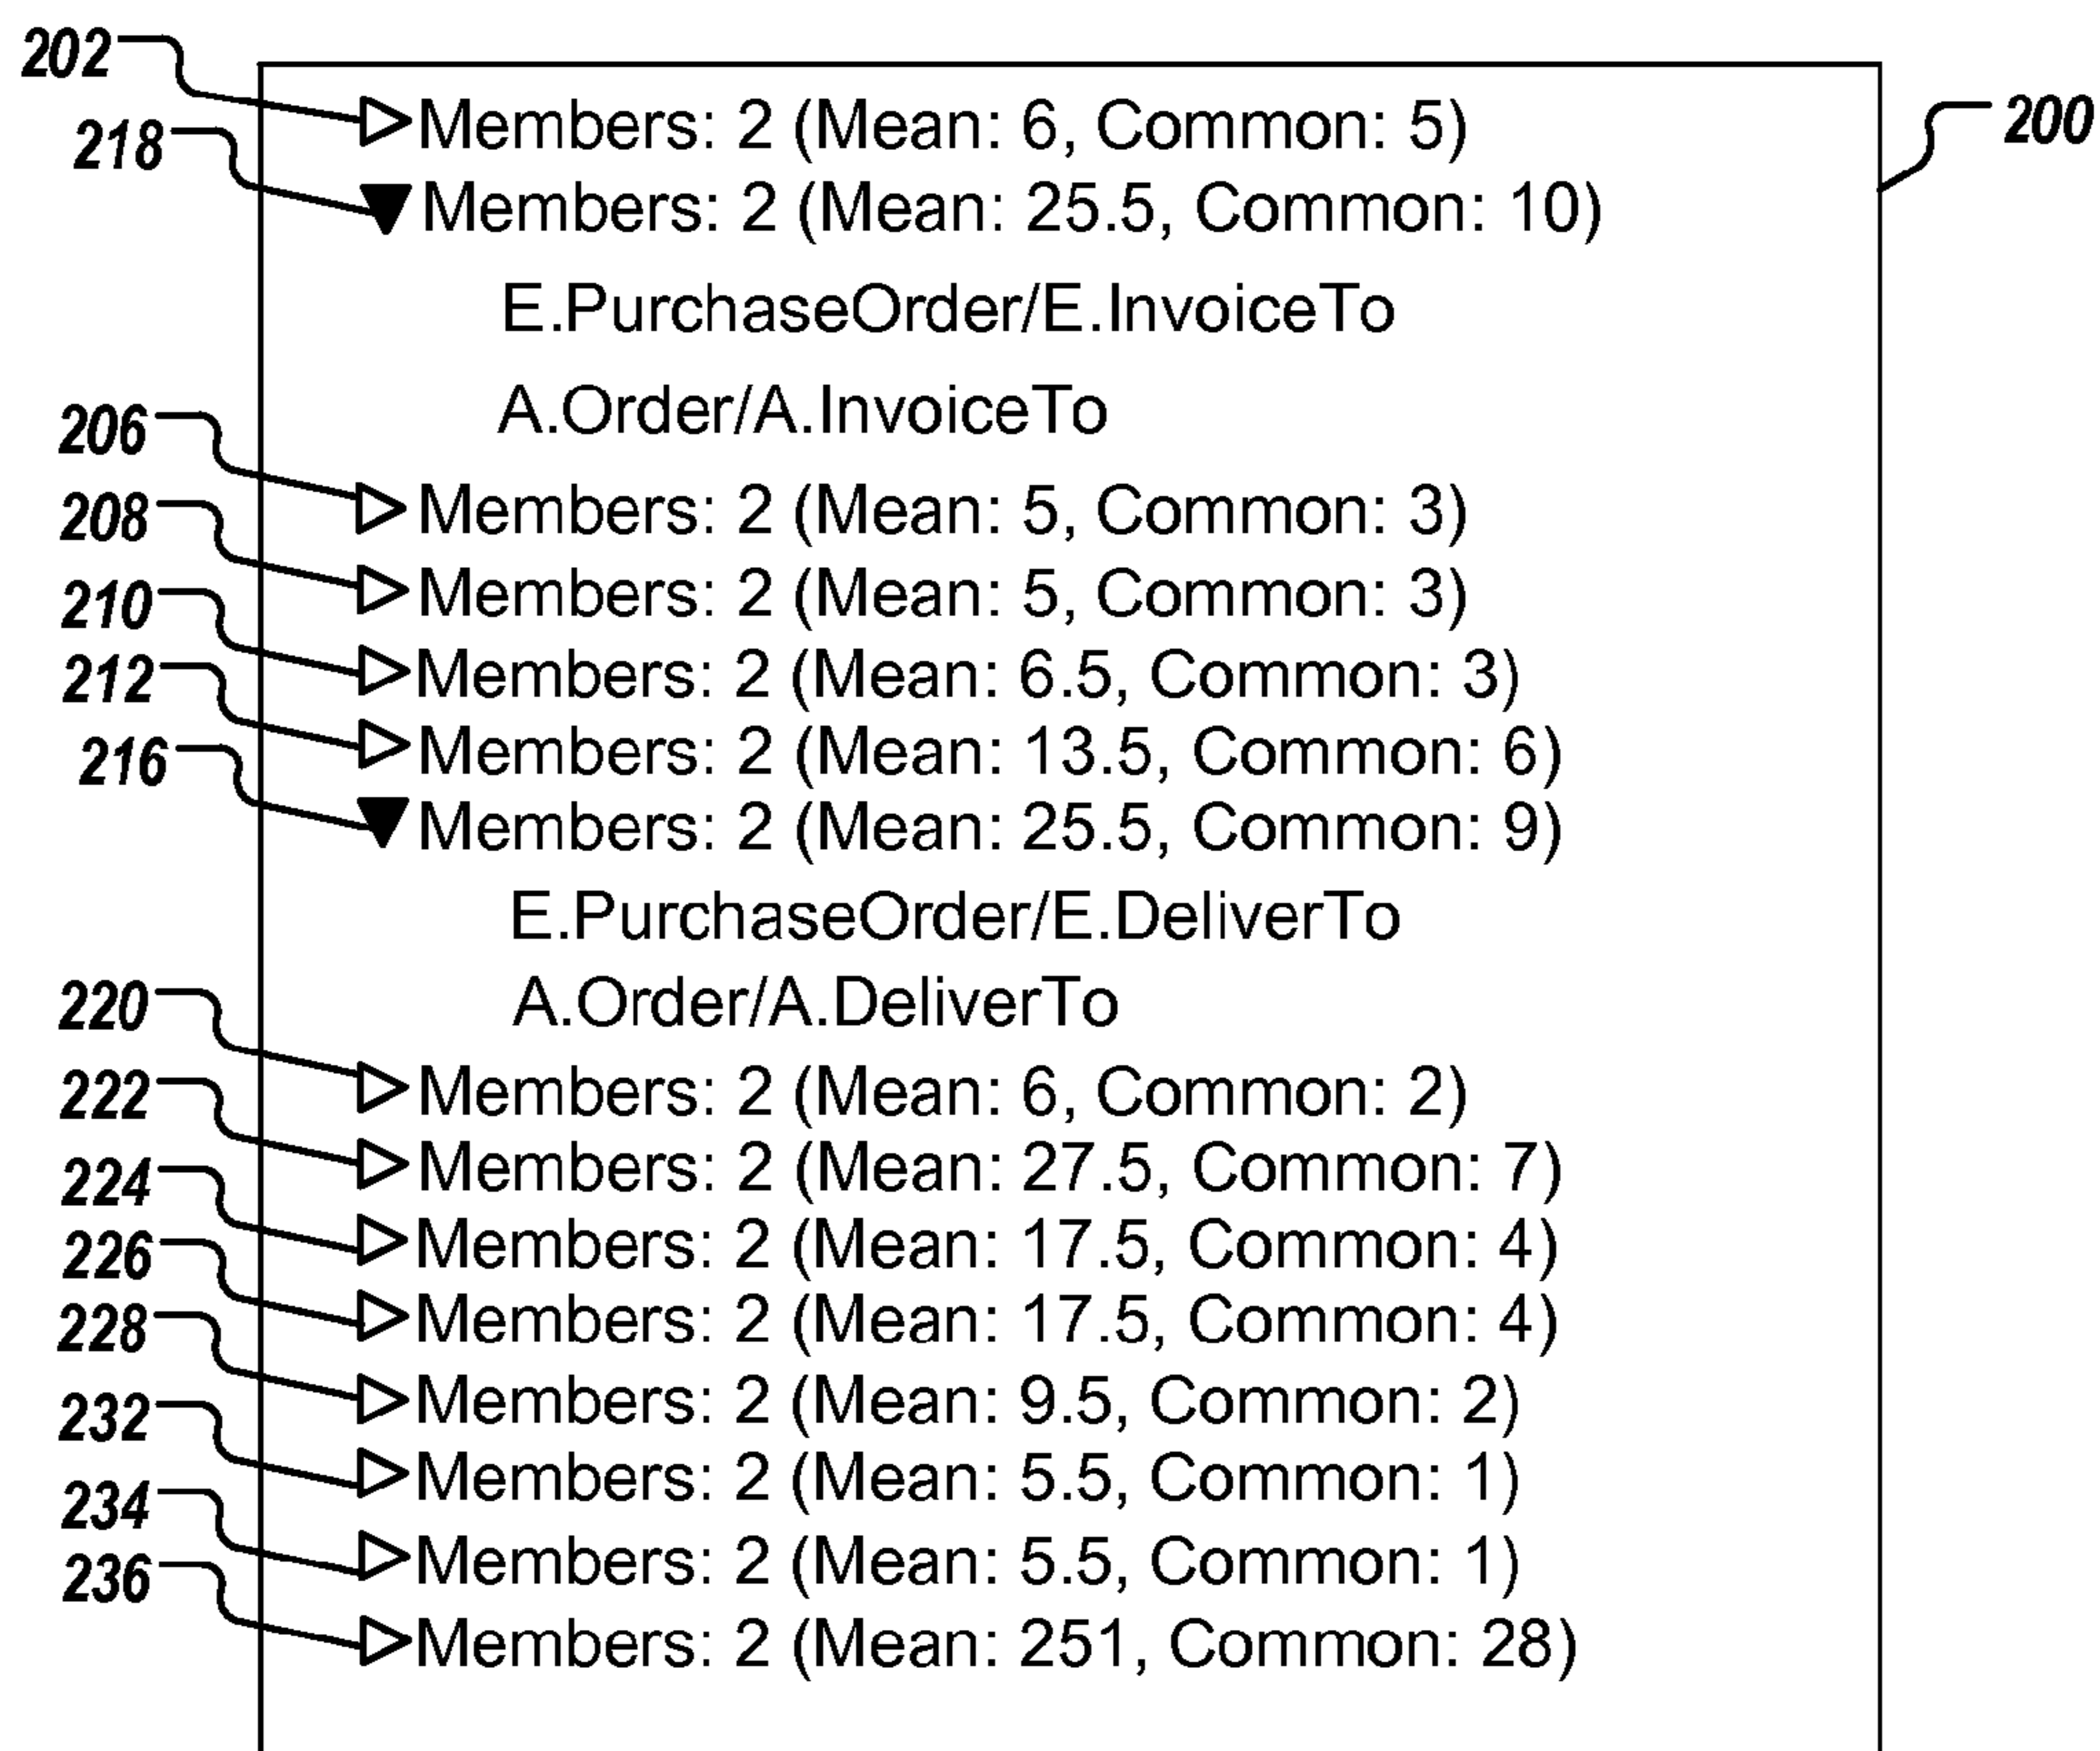 202
Members: 2 (Mean: 6, Common: 5)
200
218
Members: 2 (Mean: 25.5, Common: 10)
E.PurchaseOrder/E.InvoiceTo
A.Order/A.InvoiceTo
206
Members: 2 (Mean: 5, Common: 3)
208
Members: 2 (Mean: 5, Common: 3)
210
Members: 2 (Mean: 6.5, Common: 3)
212
Members: 2 (Mean: 13.5, Common: 6)
216
Members: 2 (Mean: 25.5, Common: 9)
E.PurchaseOrder/E.DeliverTo
A.Order/A.DeliverTo
220
Members: 2 (Mean: 6, Common: 2)
222
Members: 2 (Mean: 27.5, Common: 7)
224
Members: 2 (Mean: 17.5, Common: 4)
226
Members: 2 (Mean: 17.5, Common: 4)
228
Members: 2 (Mean: 9.5, Common: 2)
232
Members: 2 (Mean: 5.5, Common: 1)
234
Members: 2 (Mean: 5.5, Common: 1)
236
Members: 2 (Mean: 251, Common: 28)